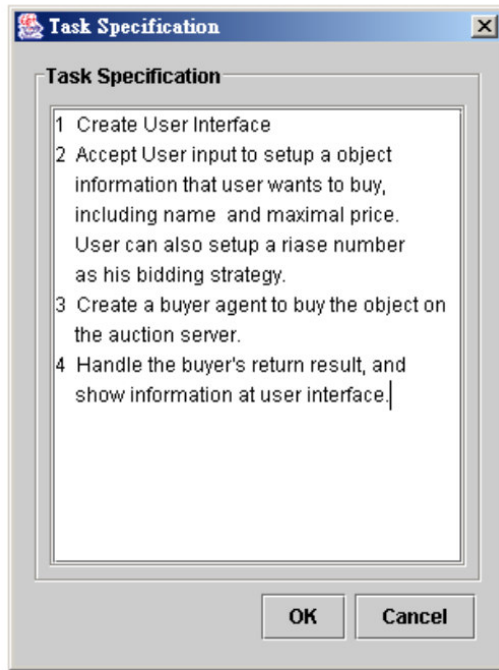 Task Specification
Task Specification
1 Create User Interface
2 Accept User input to setup a object
information that user wants to buy,
including name and maximal price.
User can also setup a riase number
as his bidding strategy.
3 Create a buyer agent to buy the object on
the auction server.
4 Handle the buyer's return result, and
show information at user interface.
OK Cancel